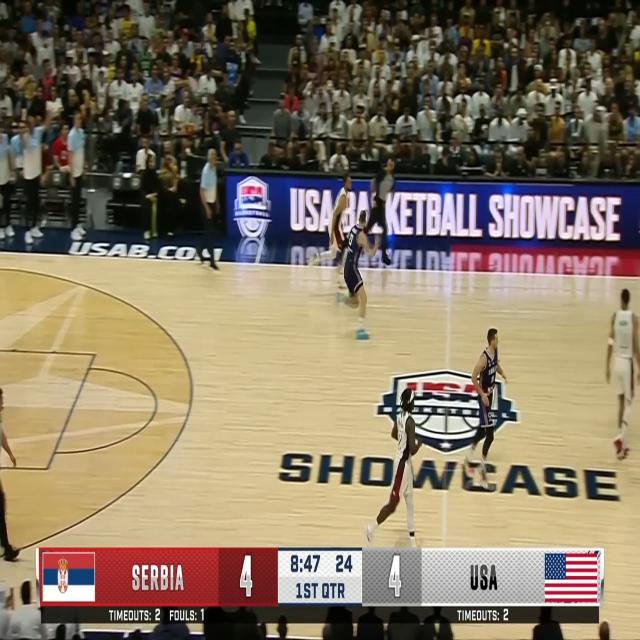 USA BASKETBALL SHOWCASE
USAB.COM
USA
SHOWCASE
SERBIA 4 8:47 24 1ST QTR 4 USA
TIMEOUTS: 2 FOULS: 1 TIMEOUTS: 2